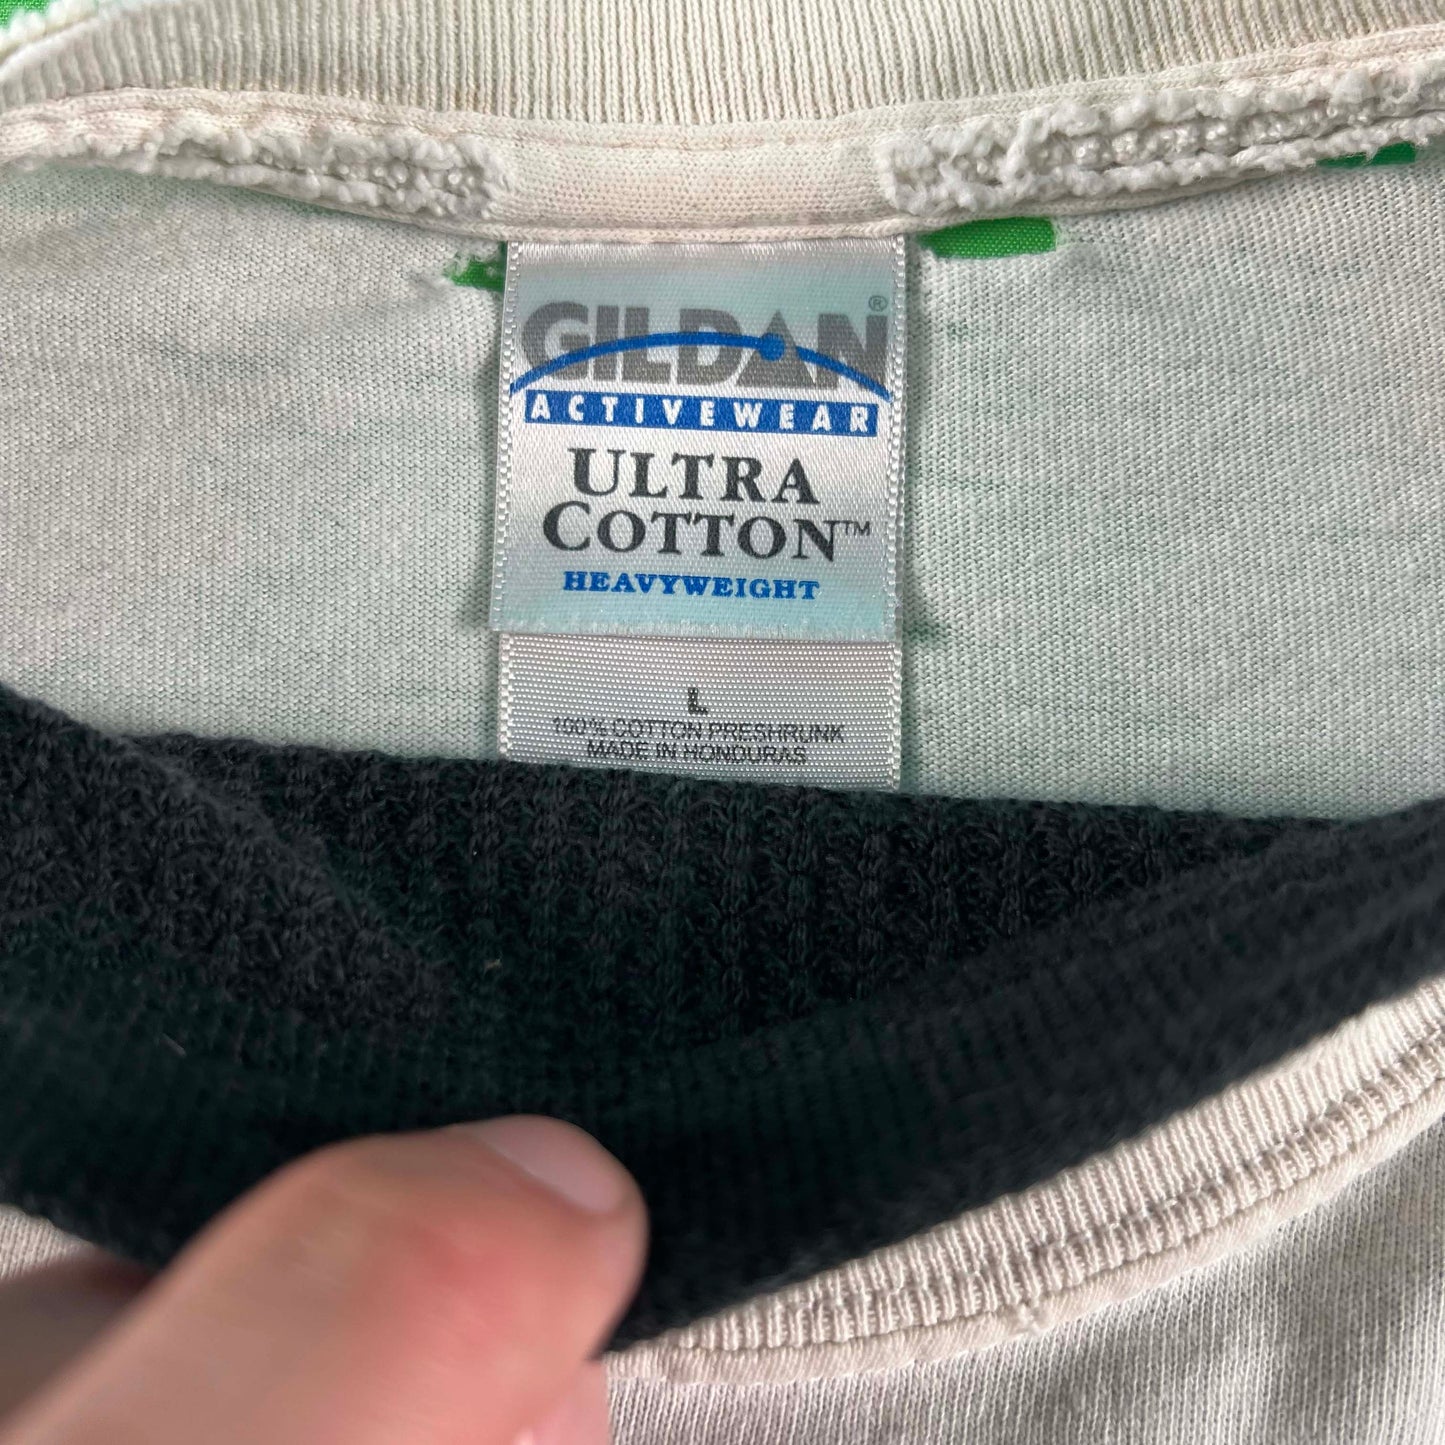 GILDAN®
ACTIVEWEAR
ULTRA
COTTON™
HEAVYWEIGHT
L
100% COTTON PRESHRUNK
MADE IN HONDURAS